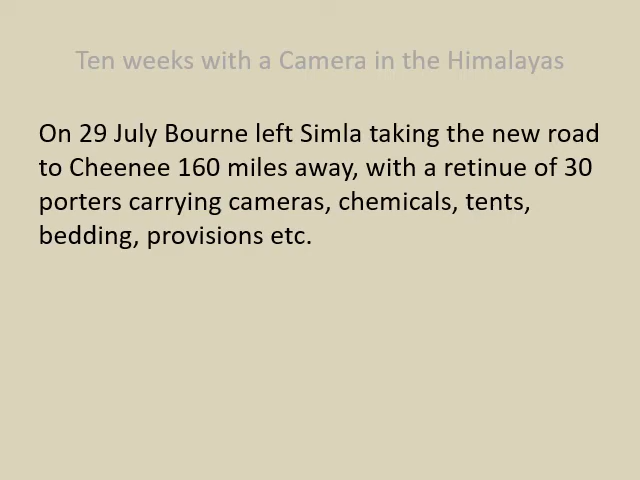 Ten weeks with a Camera in the Himalayas
On 29 July Bourne left Simla taking the new road
to Cheenee 160 miles away, with a retinue of 30
porters carrying cameras, chemicals, tents,
bedding, provisions etc.